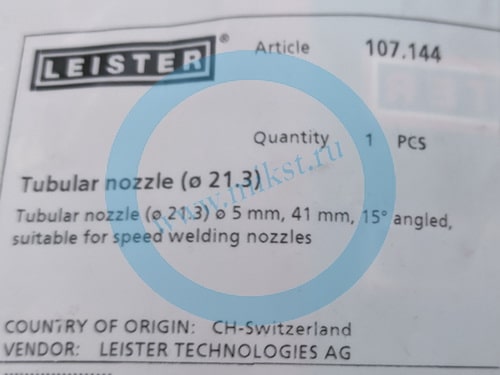 LEISTER® Article 107.144
Quantity 1 PCS
Tubular nozzle (ø 21.3)
Tubular nozzle (ø 21.3) ø 5 mm, 41 mm, 15° angled,
suitable for speed welding nozzles
www.mikst.ru
COUNTRY OF ORIGIN: CH-Switzerland
VENDOR: LEISTER TECHNOLOGIES AG